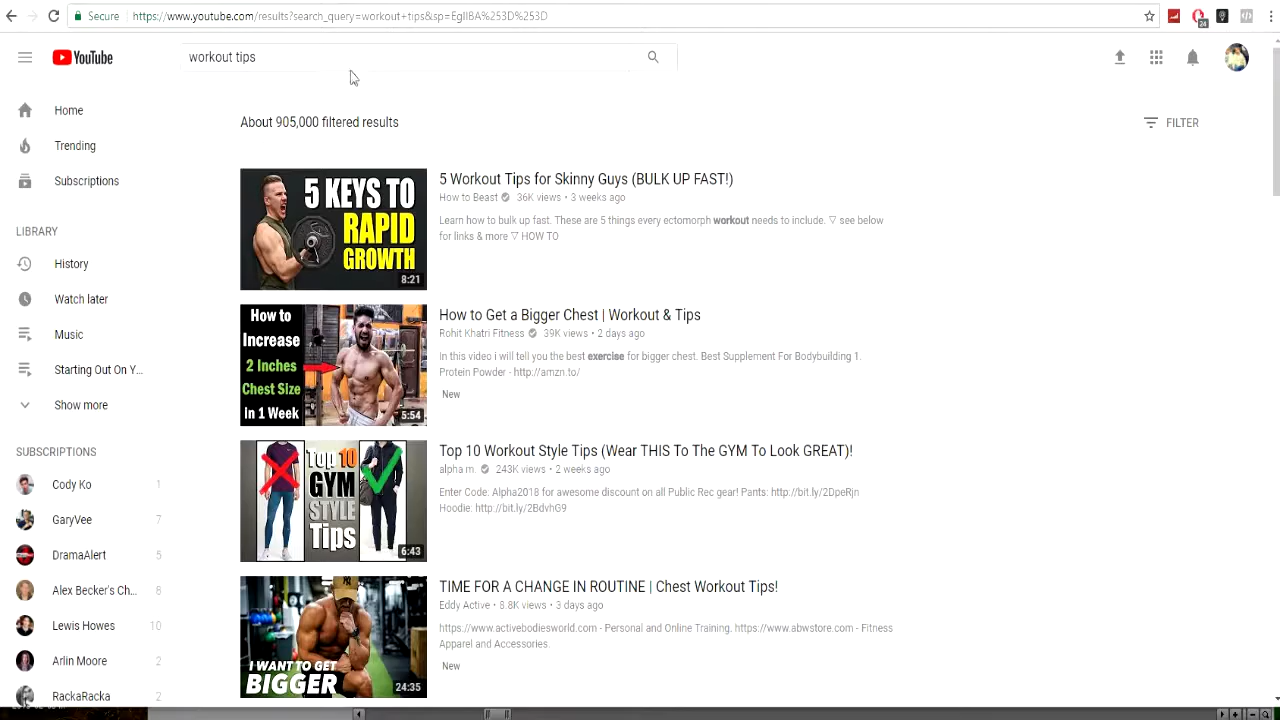 Secure https://www.youtube.com/results?search_query=workout+tips&sp=EgIIBA%253D%253D
24
YouTube
workout tips
Home
Trending
Subscriptions
LIBRARY
History
Watch later
Music
Starting Out On Y...
Show more
SUBSCRIPTIONS
Cody Ko 1
GaryVee 7
DramaAlert 5
Alex Becker's Ch... 6
Lewis Howes 10
Arlin Moore 2
RackaRacka 2
About 905,000 filtered results
FILTER
5 KEYS TO
RAPID
GROWTH
8:21
5 Workout Tips for Skinny Guys (BULK UP FAST!)
How to Beast 36K views • 3 weeks ago
Learn how to bulk up fast. These are 5 things every ectomorph workout needs to include. ▽ see below
for links & more ▽ HOW TO
How to
Increase
2 Inches
Chest Size
in 1 Week
5:54
How to Get a Bigger Chest | Workout & Tips
Rohit Khatri Fitness 39K views • 2 days ago
In this video i will tell you the best exercise for bigger chest. Best Supplement For Bodybuilding 1.
Protein Powder - http://amzn.to/
New
Top 10
GYM
STYLE
Tips
6:43
Top 10 Workout Style Tips (Wear THIS To The GYM To Look GREAT)!
alpha m. 243K views • 2 weeks ago
Enter Code: Alpha2018 for awesome discount on all Public Rec gear! Pants: http://bit.ly/2DpeRjn
Hoodie: http://bit.ly/2BdvhG9
I WANT TO GET
BIGGER
24:35
TIME FOR A CHANGE IN ROUTINE | Chest Workout Tips!
Eddy Active • 8.8K views • 3 days ago
https://www.activebodiesworld.com - Personal and Online Training. https://www.abwstore.com - Fitness
Apparel and Accessories.
New